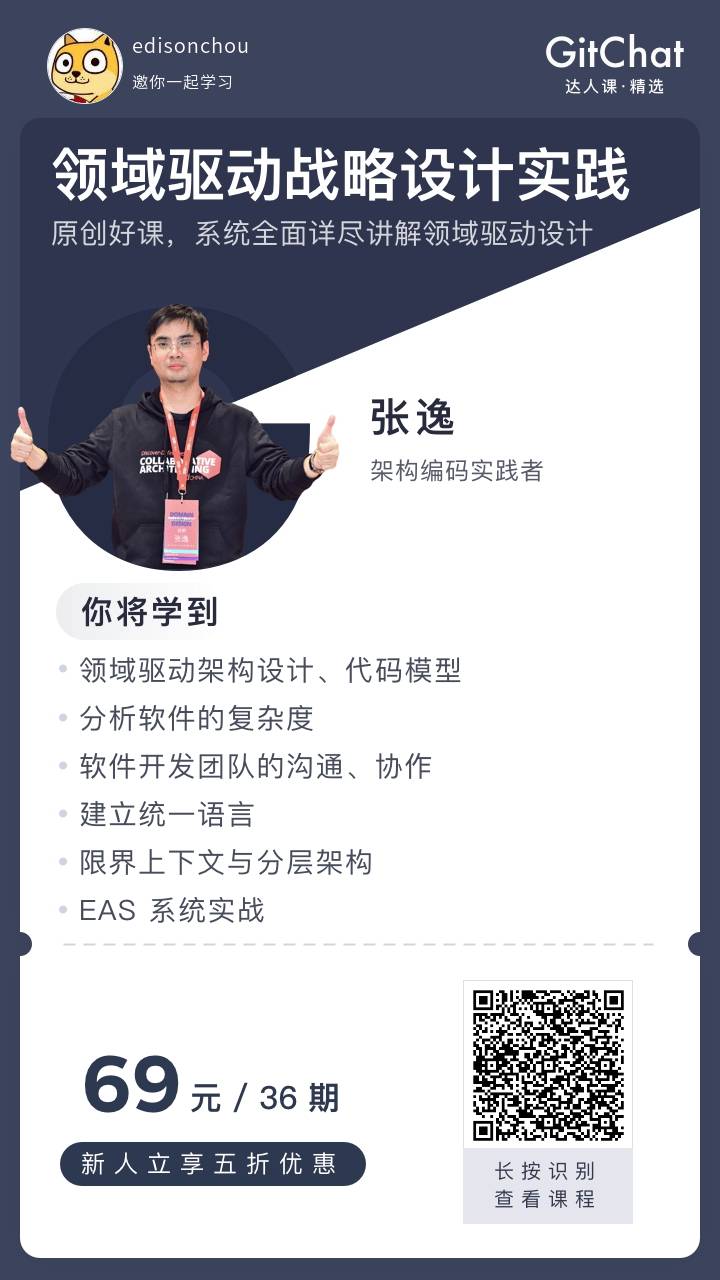 edisonchou
邀你一起学习
GitChat
达人课·精选
领域驱动战略设计实践
原创好课，系统全面详尽讲解领域驱动设计
张逸
架构编码实践者
COLLABORATIVE
DOMAIN
DESIGN
张逸
你将学到
• 领域驱动架构设计、代码模型
• 分析软件的复杂度
• 软件开发团队的沟通、协作
• 建立统一语言
• 限界上下文与分层架构
• EAS 系统实战
69 元 / 36 期
新人立享五折优惠
长按识别
查看课程